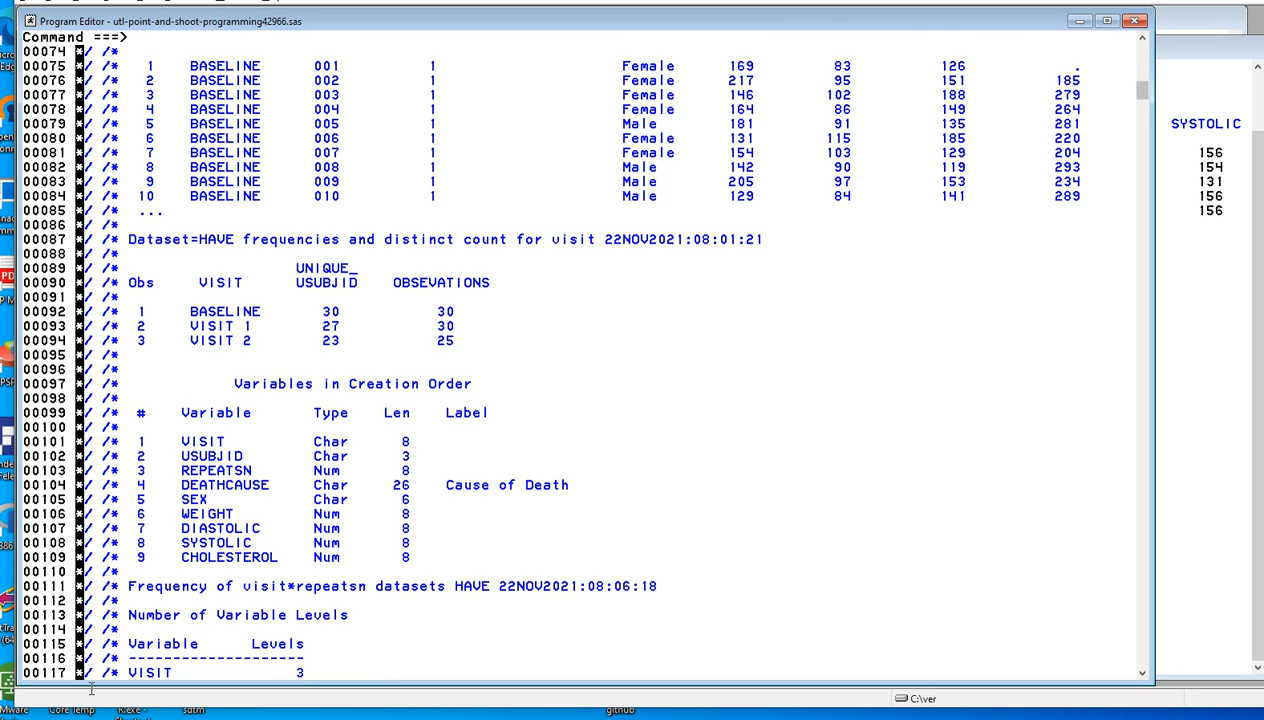 Program Editor - utl-point-and-shoot-programming42966.sas
Command ===>
00074 */ /*
00075 */ /* 1 BASELINE 001 1 Female 169 83 126 .
00076 */ /* 2 BASELINE 002 1 Female 217 95 151 185
00077 */ /* 3 BASELINE 003 1 Female 146 102 188 279
00078 */ /* 4 BASELINE 004 1 Female 164 86 149 264
00079 */ /* 5 BASELINE 005 1 Male 181 91 135 281
00080 */ /* 6 BASELINE 006 1 Female 131 115 185 220
00081 */ /* 7 BASELINE 007 1 Female 154 103 129 204
00082 */ /* 8 BASELINE 008 1 Male 142 90 119 293
00083 */ /* 9 BASELINE 009 1 Male 205 97 153 234
00084 */ /* 10 BASELINE 010 1 Male 129 84 141 289
00085 */ /* ...
00086 */ /*
00087 */ /* Dataset=HAVE frequencies and distinct count for visit 22NOV2021:08:01:21
00088 */ /*
00089 */ /* UNIQUE_
00090 */ /* Obs VISIT USUBJID OBSEVATIONS
00091 */ /*
00092 */ /* 1 BASELINE 30 30
00093 */ /* 2 VISIT 1 27 30
00094 */ /* 3 VISIT 2 23 25
00095 */ /*
00096 */ /*
00097 */ /* Variables in Creation Order
00098 */ /*
00099 */ /* # Variable Type Len Label
00100 */ /*
00101 */ /* 1 VISIT Char 8
00102 */ /* 2 USUBJID Char 3
00103 */ /* 3 REPEATSN Num 8
00104 */ /* 4 DEATHCAUSE Char 26 Cause of Death
00105 */ /* 5 SEX Char 6
00106 */ /* 6 WEIGHT Num 8
00107 */ /* 7 DIASTOLIC Num 8
00108 */ /* 8 SYSTOLIC Num 8
00109 */ /* 9 CHOLESTEROL Num 8
00110 */ /*
00111 */ /* Frequency of visit*repeatsn datasets HAVE 22NOV2021:08:06:18
00112 */ /*
00113 */ /* Number of Variable Levels
00114 */ /*
00115 */ /* Variable Levels
00116 */ /* --------------------
00117 */ /* VISIT 3
SYSTOLIC
156
154
131
156
156
C:\ver
Core Temp
sdtm
github